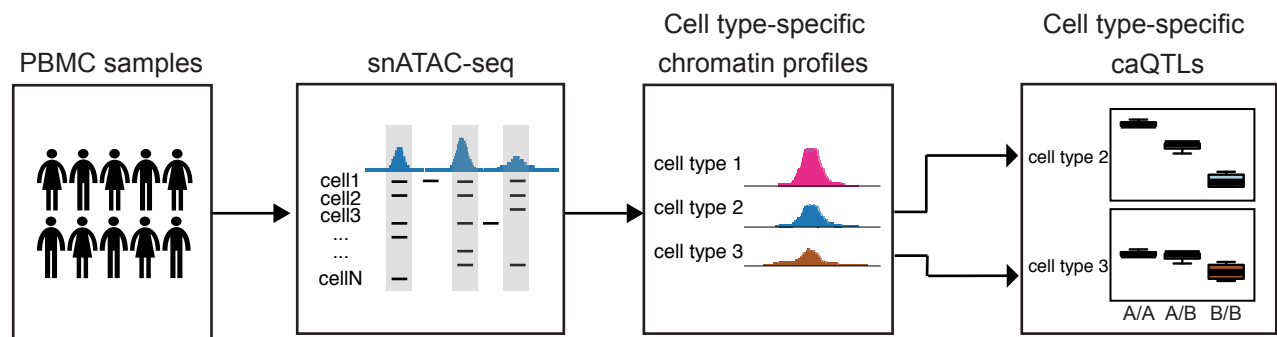 PBMC samples
snATAC-seq
cell1
cell2
cell3
...
...
cellN
Cell type-specific
chromatin profiles
cell type 1
cell type 2
cell type 3
Cell type-specific
caQTLs
cell type 2
cell type 3
A/A A/B B/B